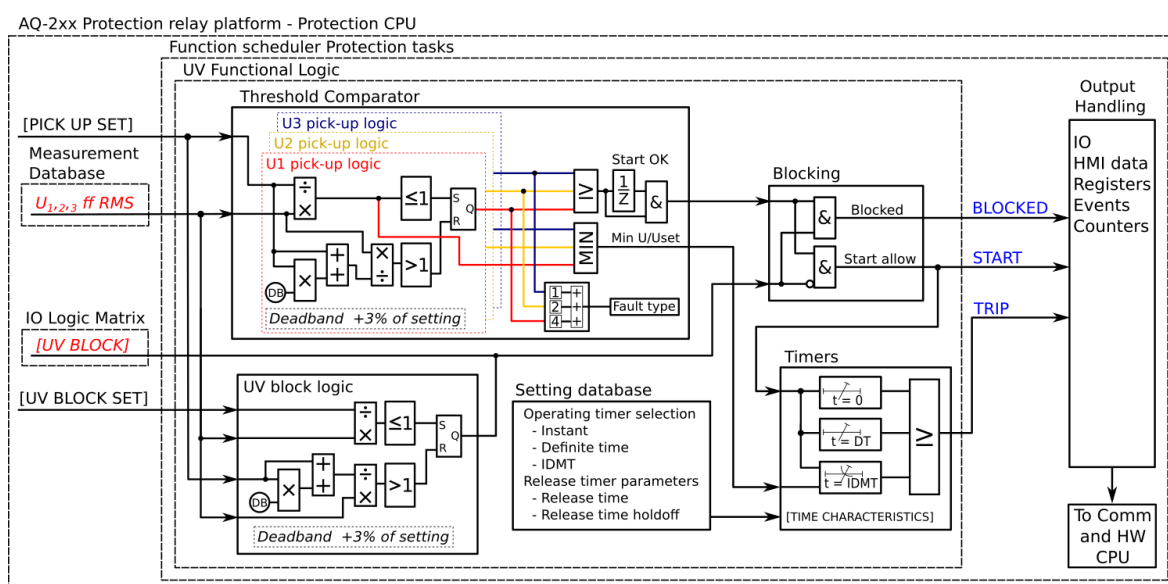 AQ-2xx Protection relay platform - Protection CPU
Function scheduler Protection tasks
UV Functional Logic
Threshold Comparator
U3 pick-up logic
U2 pick-up logic
U1 pick-up logic
÷
×
≤1
S
Q
R
+
+
×
÷
>1
×
DB
Deadband +3% of setting
Start OK
≥
1
Z
&
MIN
Min U/Uset
1 +
2 +
4 +
Fault type
[PICK UP SET]
Measurement
Database
U1,2,3 ff RMS
IO Logic Matrix
[UV BLOCK]
[UV BLOCK SET]
UV block logic
÷
×
≤1
S
Q
R
+
+
×
÷
×
>1
DB
Deadband +3% of setting
Setting database
Operating timer selection
- Instant
- Definite time
- IDMT
Release timer parameters
- Release time
- Release time holdoff
Blocking
&
Blocked
&
Start allow
Timers
t = 0
t = DT
t = IDMT
≥
[TIME CHARACTERISTICS]
BLOCKED
START
TRIP
Output
Handling
IO
HMI data
Registers
Events
Counters
To Comm
and HW
CPU